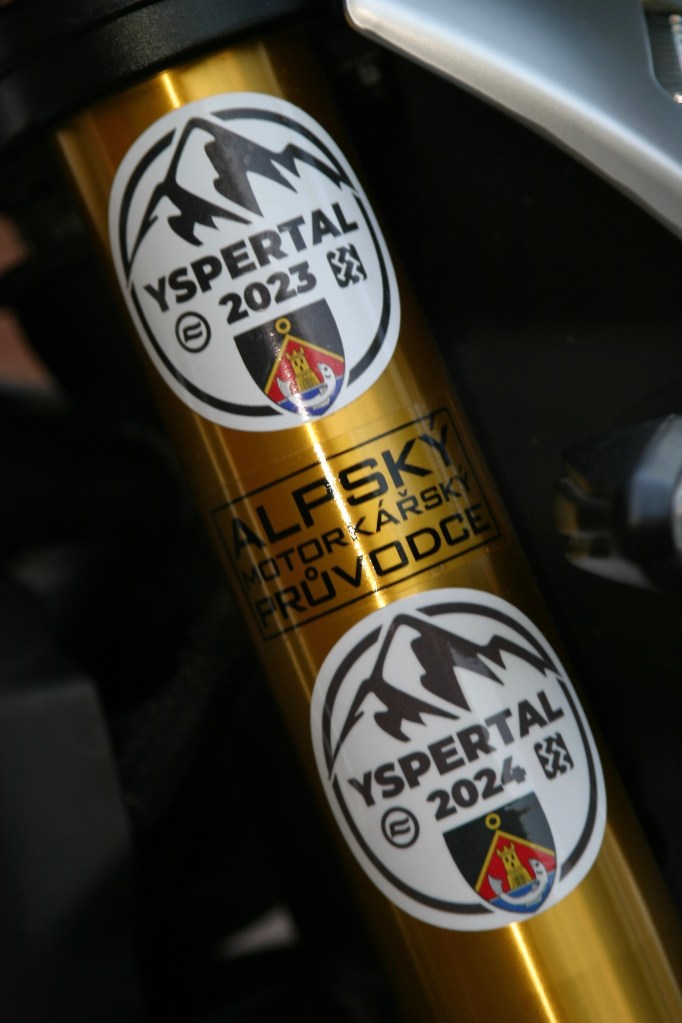 YSPERTAL
2023
ALPSKÝ
MOTORKÁŘSKÝ
PRŮVODCE
YSPERTAL
2024